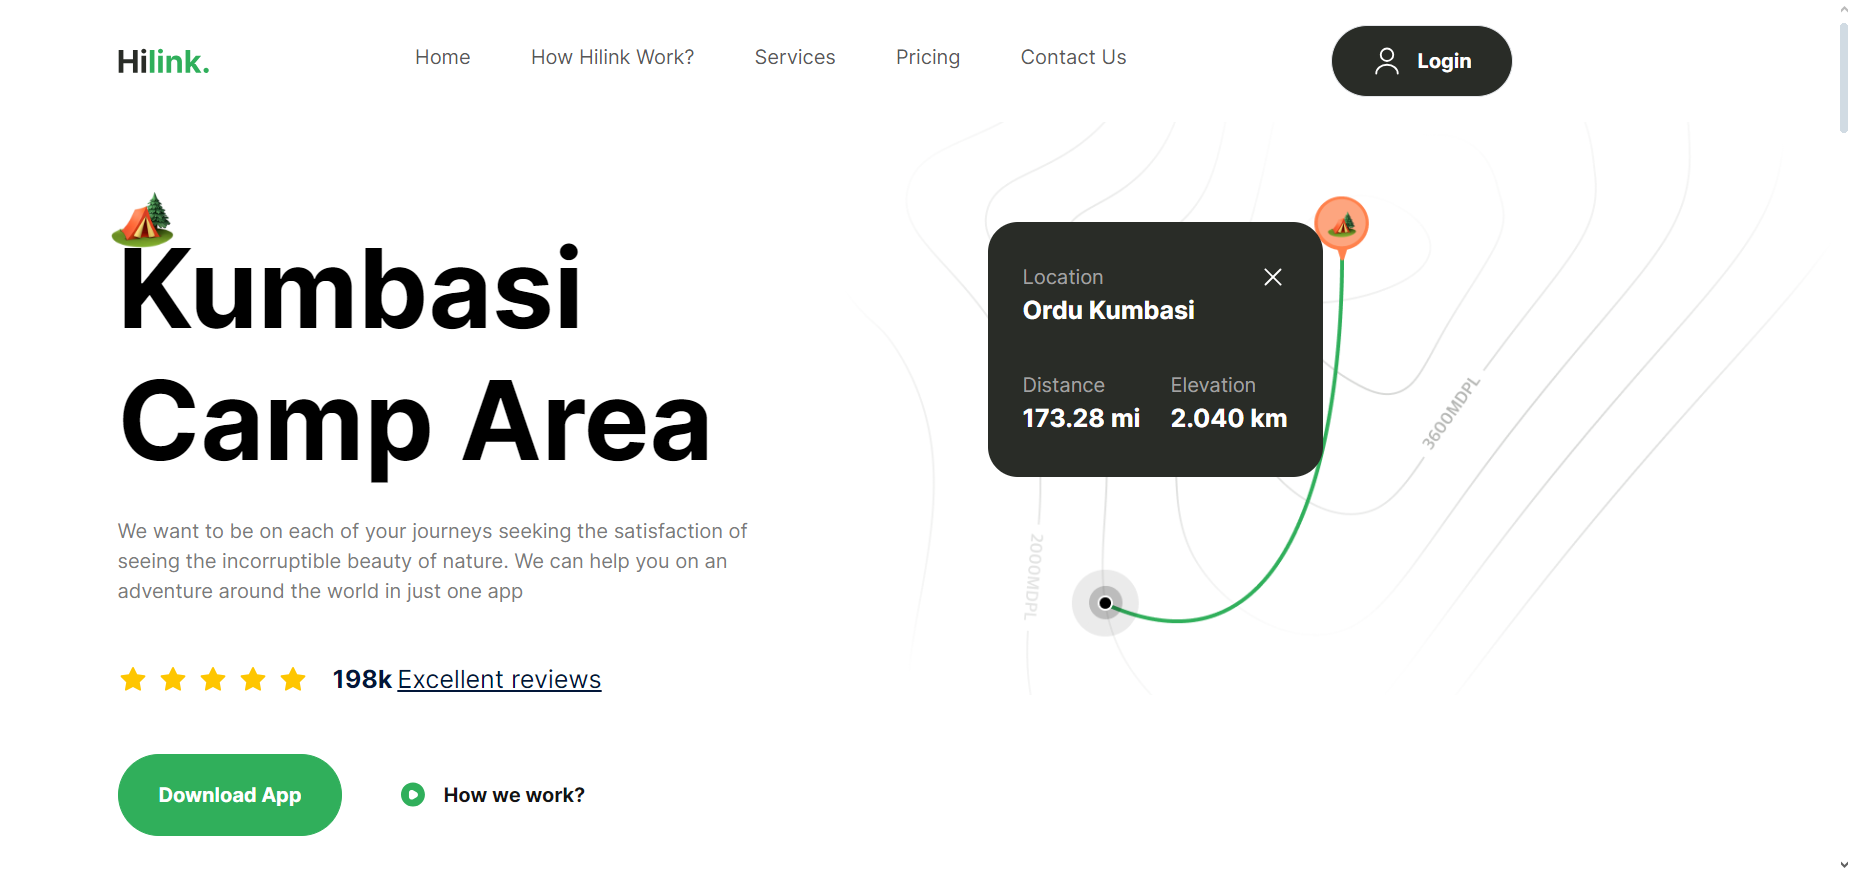 Hilink.
Home
How Hilink Work?
Services
Pricing
Contact Us
Login
Kumbasi
Camp Area
We want to be on each of your journeys seeking the satisfaction of
seeing the incorruptible beauty of nature. We can help you on an
adventure around the world in just one app
198k Excellent reviews
Download App
How we work?
Location
Ordu Kumbasi
Distance
173.28 mi
Elevation
2.040 km
3600MDPL
2000MDPL